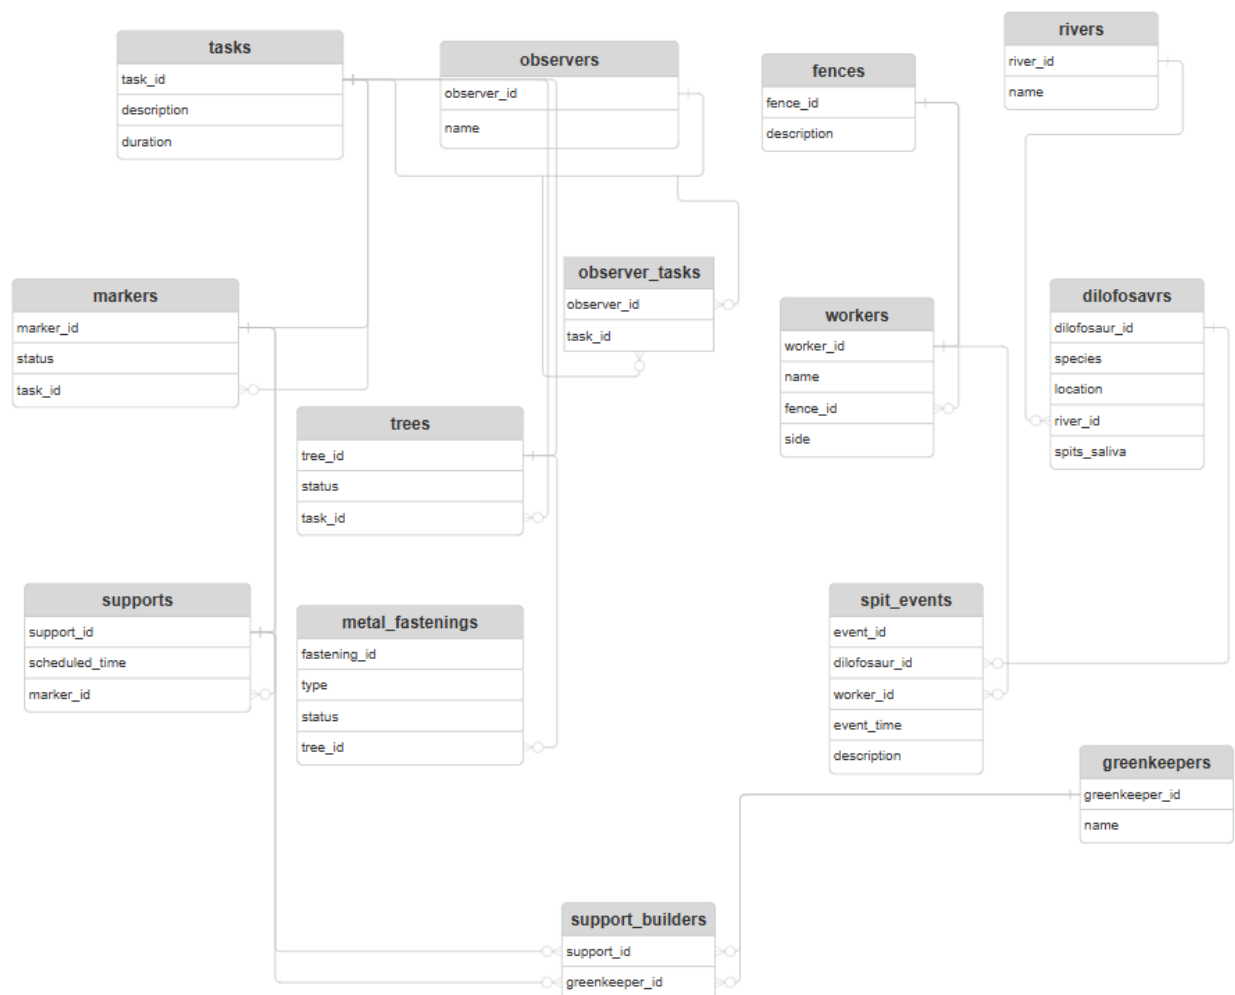 tasks
task_id
description
duration
observers
observer_id
name
fences
fence_id
description
rivers
river_id
name
markers
marker_id
status
task_id
observer_tasks
observer_id
task_id
workers
worker_id
name
fence_id
side
dilofosavrs
dilofosaur_id
species
location
river_id
spits_saliva
trees
tree_id
status
task_id
supports
support_id
scheduled_time
marker_id
metal_fastenings
fastening_id
type
status
tree_id
spit_events
event_id
dilofosaur_id
worker_id
event_time
description
greenkeepers
greenkeeper_id
name
support_builders
support_id
greenkeeper_id